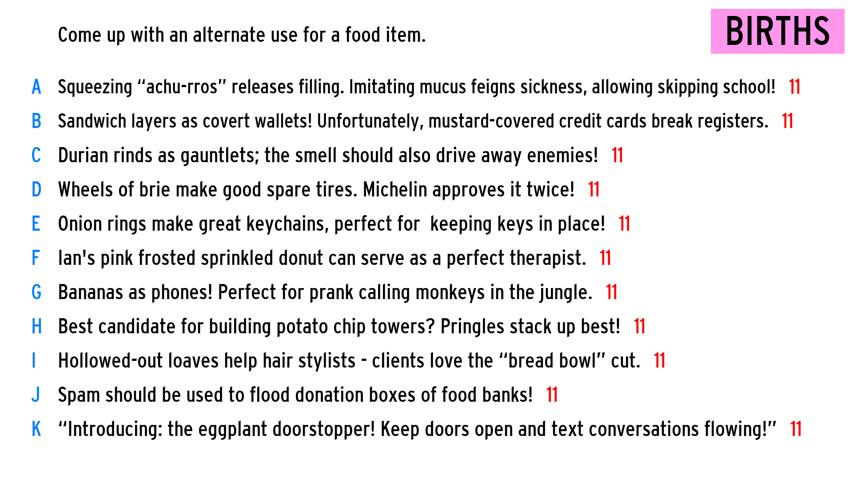 Come up with an alternate use for a food item.
BIRTHS
A Squeezing “achu-rros” releases filling. Imitating mucus feigns sickness, allowing skipping school! 11
B Sandwich layers as covert wallets! Unfortunately, mustard-covered credit cards break registers. 11
C Durian rinds as gauntlets; the smell should also drive away enemies! 11
D Wheels of brie make good spare tires. Michelin approves it twice! 11
E Onion rings make great keychains, perfect for  keeping keys in place! 11
F Ian's pink frosted sprinkled donut can serve as a perfect therapist. 11
G Bananas as phones! Perfect for prank calling monkeys in the jungle. 11
H Best candidate for building potato chip towers? Pringles stack up best! 11
I Hollowed-out loaves help hair stylists - clients love the “bread bowl” cut. 11
J Spam should be used to flood donation boxes of food banks! 11
K “Introducing: the eggplant doorstopper! Keep doors open and text conversations flowing!” 11